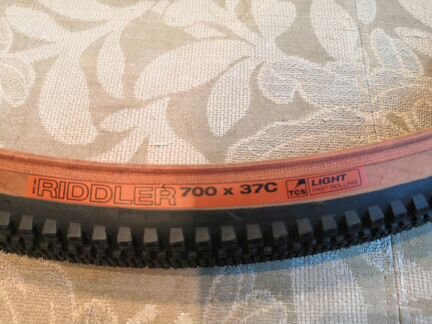 RIDDLER 700 x 37C TCS LIGHT
FAST ROLLING